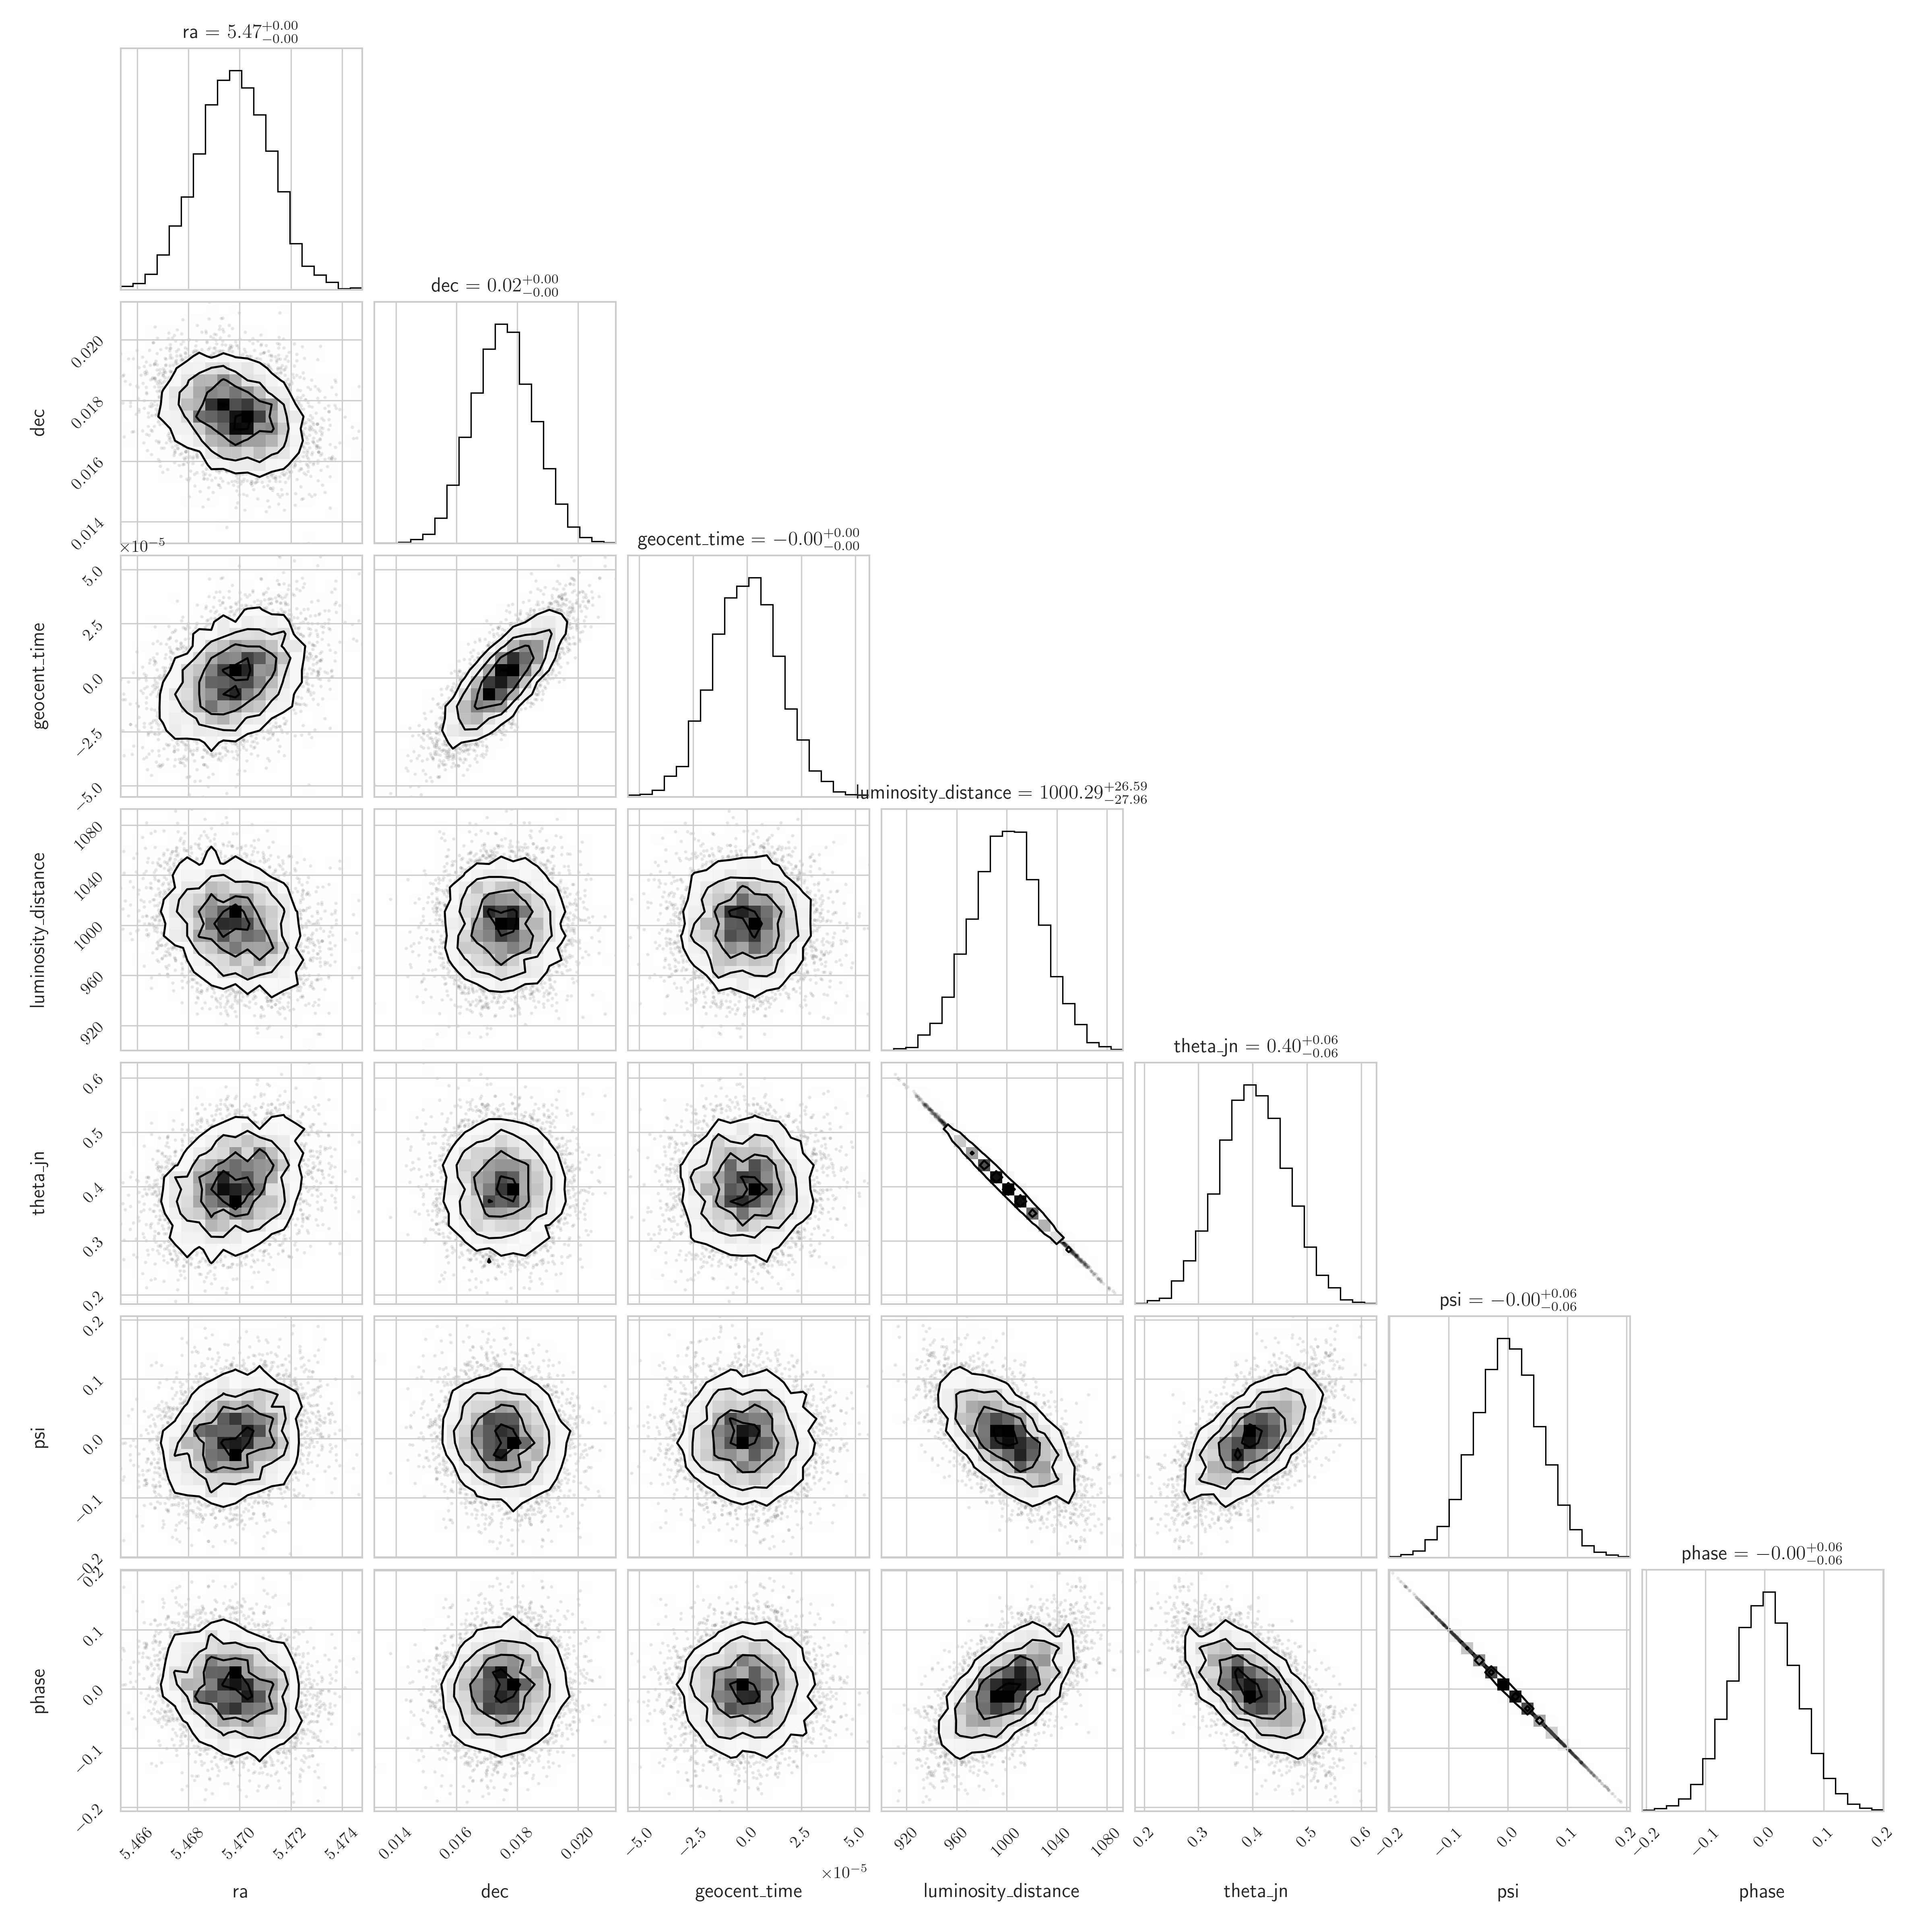 ra = 5.47+0.00 −0.00
dec = 0.02+0.00 −0.00
dec
0.020
0.018
0.016
0.014
×10−5
geocent_time = −0.00+0.00 −0.00
geocent_time
5.0
2.5
0.0
−2.5
−5.0
luminosity_distance = 1000.29+26.59 −27.96
luminosity_distance
1080
1040
1000
960
920
theta_jn = 0.40+0.06 −0.06
theta_jn
0.6
0.5
0.4
0.3
0.2
psi = −0.00+0.06 −0.06
psi
0.2
0.1
0.0
−0.1
−0.2
phase = −0.00+0.06 −0.06
phase
0.2
0.1
0.0
−0.1
−0.2
5.466 5.468 5.470 5.472 5.474
0.014 0.016 0.018 0.020
−5.0 −2.5 0.0 2.5 5.0
920 960 1000 1040 1080
0.2 0.3 0.4 0.5 0.6
−0.2 −0.1 0.0 0.1 0.2
−0.2 −0.1 0.0 0.1 0.2
×10−5
ra dec geocent_time luminosity_distance theta_jn psi phase